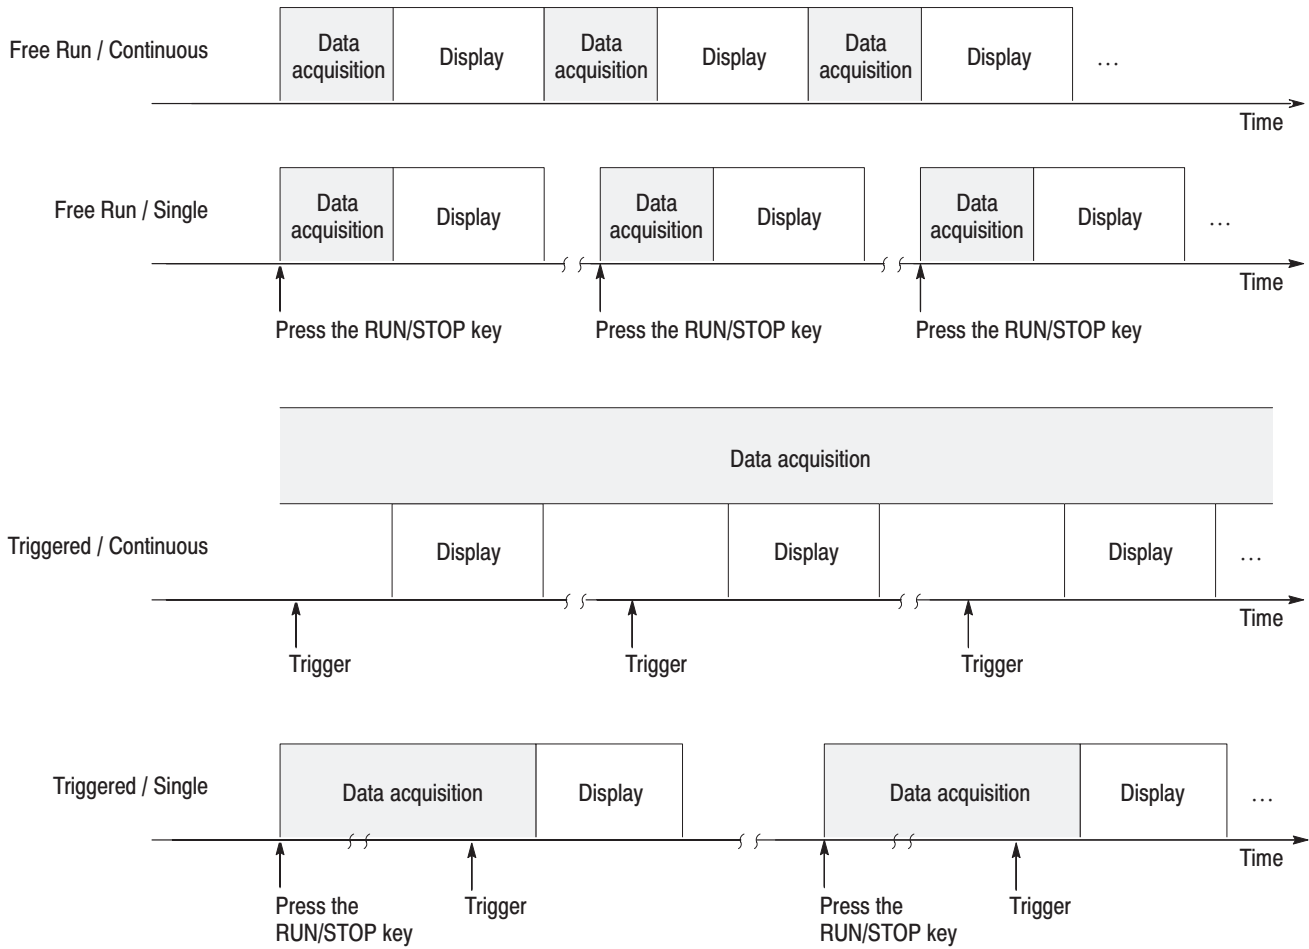 Free Run / Continuous
Data
acquisition
Display
Data
acquisition
Display
Data
acquisition
Display
...
Time
Free Run / Single
Data
acquisition
Display
Data
acquisition
Display
Data
acquisition
Display
...
Time
Press the RUN/STOP key
Press the RUN/STOP key
Press the RUN/STOP key
Data acquisition
Triggered / Continuous
Display
Display
Display
...
Time
Trigger
Trigger
Trigger
Triggered / Single
Data acquisition
Display
Data acquisition
Display
...
Time
Press the
RUN/STOP key
Trigger
Press the
RUN/STOP key
Trigger